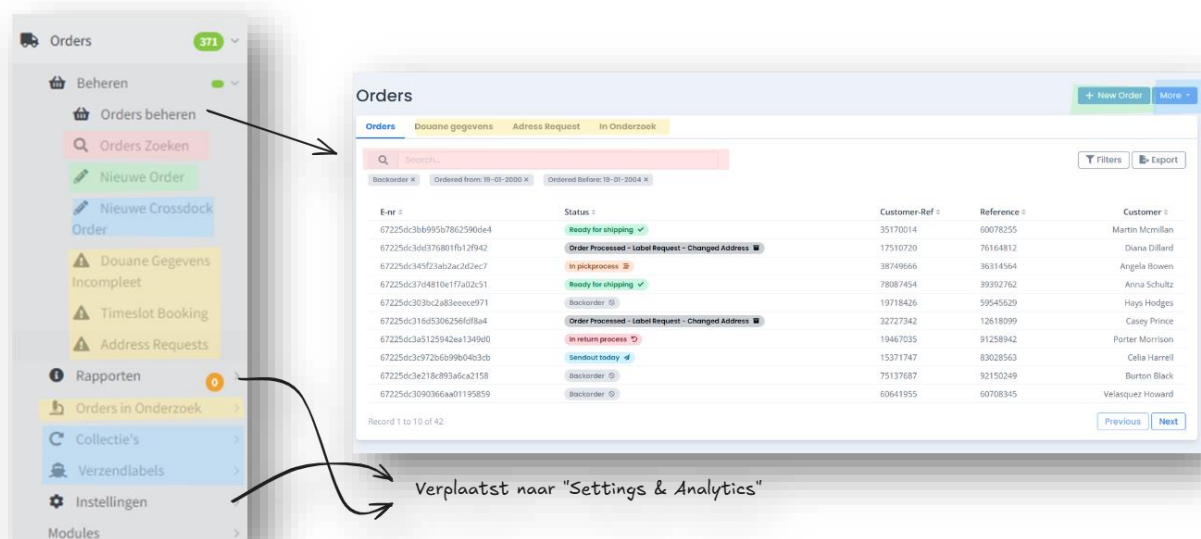 Orders 371
Beheren
Orders beheren
Orders Zoeken
Nieuwe Order
Nieuwe Crossdock
Order
Douane Gegevens
Incompleet
Timeslot Booking
Address Requests
Rapporten 0
Orders in Onderzoek
Collectie's
Verzendlabels
Instellingen
Modules
Orders + New Order More
Orders Douane gegevens Adress Request In Onderzoek
Search... Filters Export
Backorder × Ordered from: 19-01-2000 × Ordered Before: 19-01-2004 ×
E-nr Status Customer-Ref Reference Customer
67225dc3bb995b7862590de4 Ready for shipping 35170014 60078255 Martin Mcmillan
67225dc3dd376801fb12f942 Order Processed - Label Request - Changed Address 17510720 76164812 Diana Dillard
67225dc345f23ab2ac2d2ec7 In pickprocess 38749666 36314564 Angela Bowen
67225dc37d4810e1f7a02c51 Ready for shipping 78087454 39392762 Anna Schultz
67225dc303bc2a83eeece971 Backorder 19718426 59545629 Hays Hodges
67225dc316d5306256fdf8a4 Order Processed - Label Request - Changed Address 32727342 12618099 Casey Prince
67225dc3a5125942ea1349d0 In return process 19467035 91258942 Porter Morrison
67225dc3c972b6b99b04b3cb Sendout today 15371747 83028563 Celia Harrell
67225dc3e218c893a6ca2158 Backorder 75137687 92150249 Burton Black
67225dc3090366aa01195859 Backorder 60641955 60708345 Velasquez Howard
Record 1 to 10 of 42 Previous Next
Verplaatst naar "Settings & Analytics"